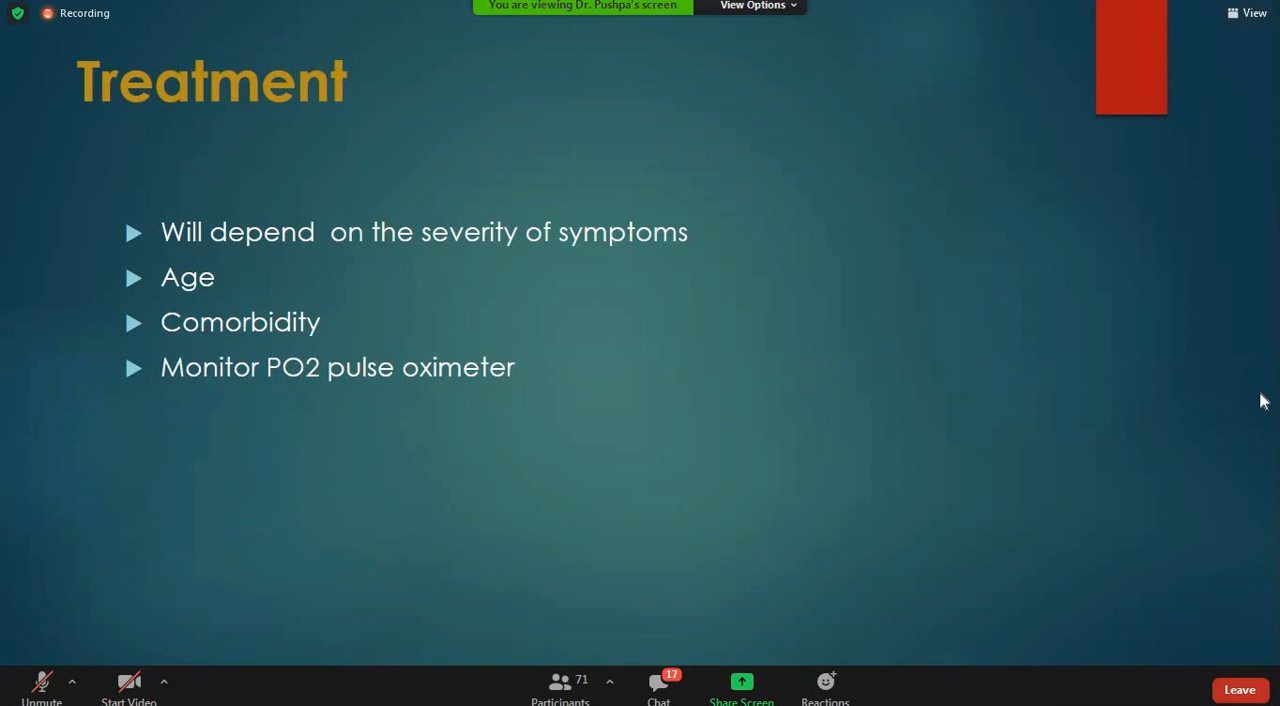 Recording
You are viewing Dr. Pushpa's screen
View Options
View
Treatment
Will depend  on the severity of symptoms
Age
Comorbidity
Monitor PO2 pulse oximeter
71
17
Unmute
Start Video
Participants
Chat
Share Screen
Reactions
Leave